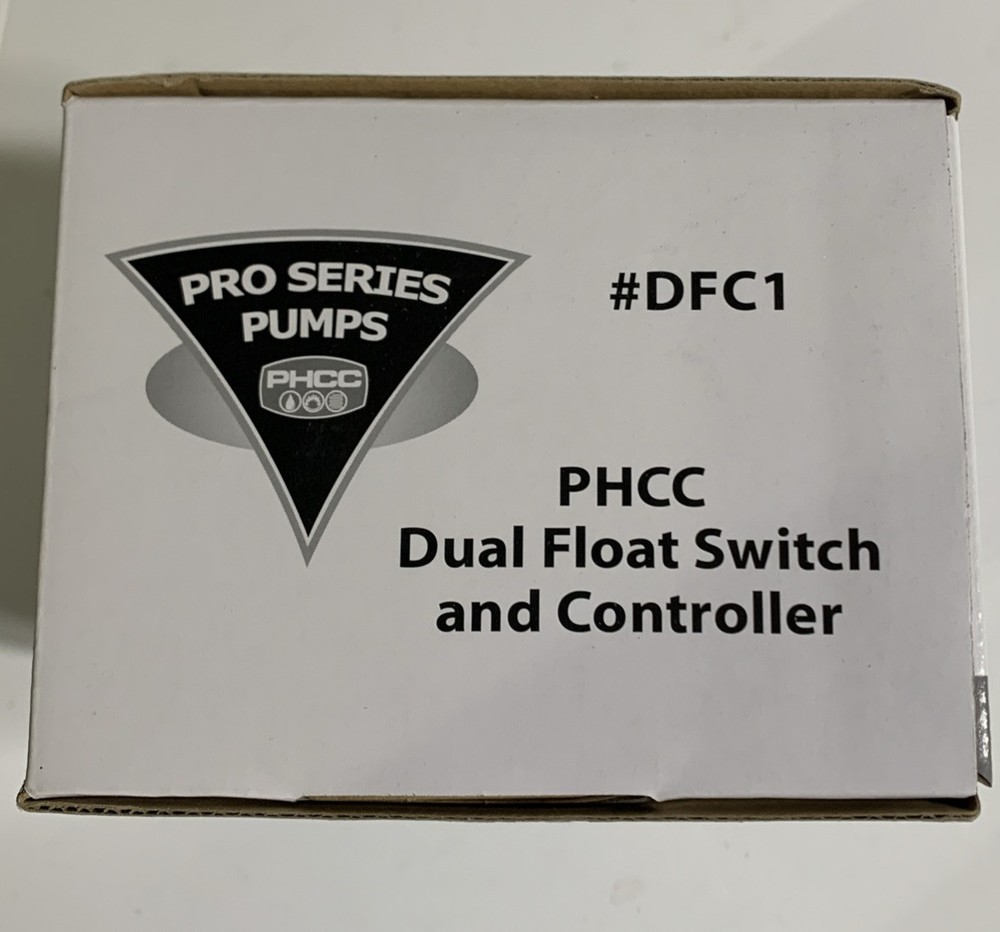 PRO SERIES
PUMPS
PHCC
#DFC1
PHCC
Dual Float Switch
and Controller